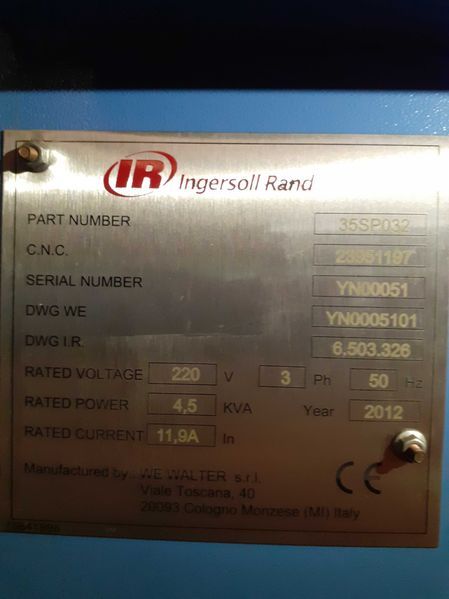 IR Ingersoll Rand
PART NUMBER 35SP032
C.N.C. 23351197
SERIAL NUMBER YN00051
DWG WE YN0005101
DWG I.R. 6.503.326
RATED VOLTAGE 220 V 3 Ph 50 Hz
RATED POWER 4,5 KVA Year 2012
RATED CURRENT 11,9A In
Manufactured by: WE WALTER s.r.l. CE
Viale Toscana, 40
20093 Cologno Monzese (MI) Italy